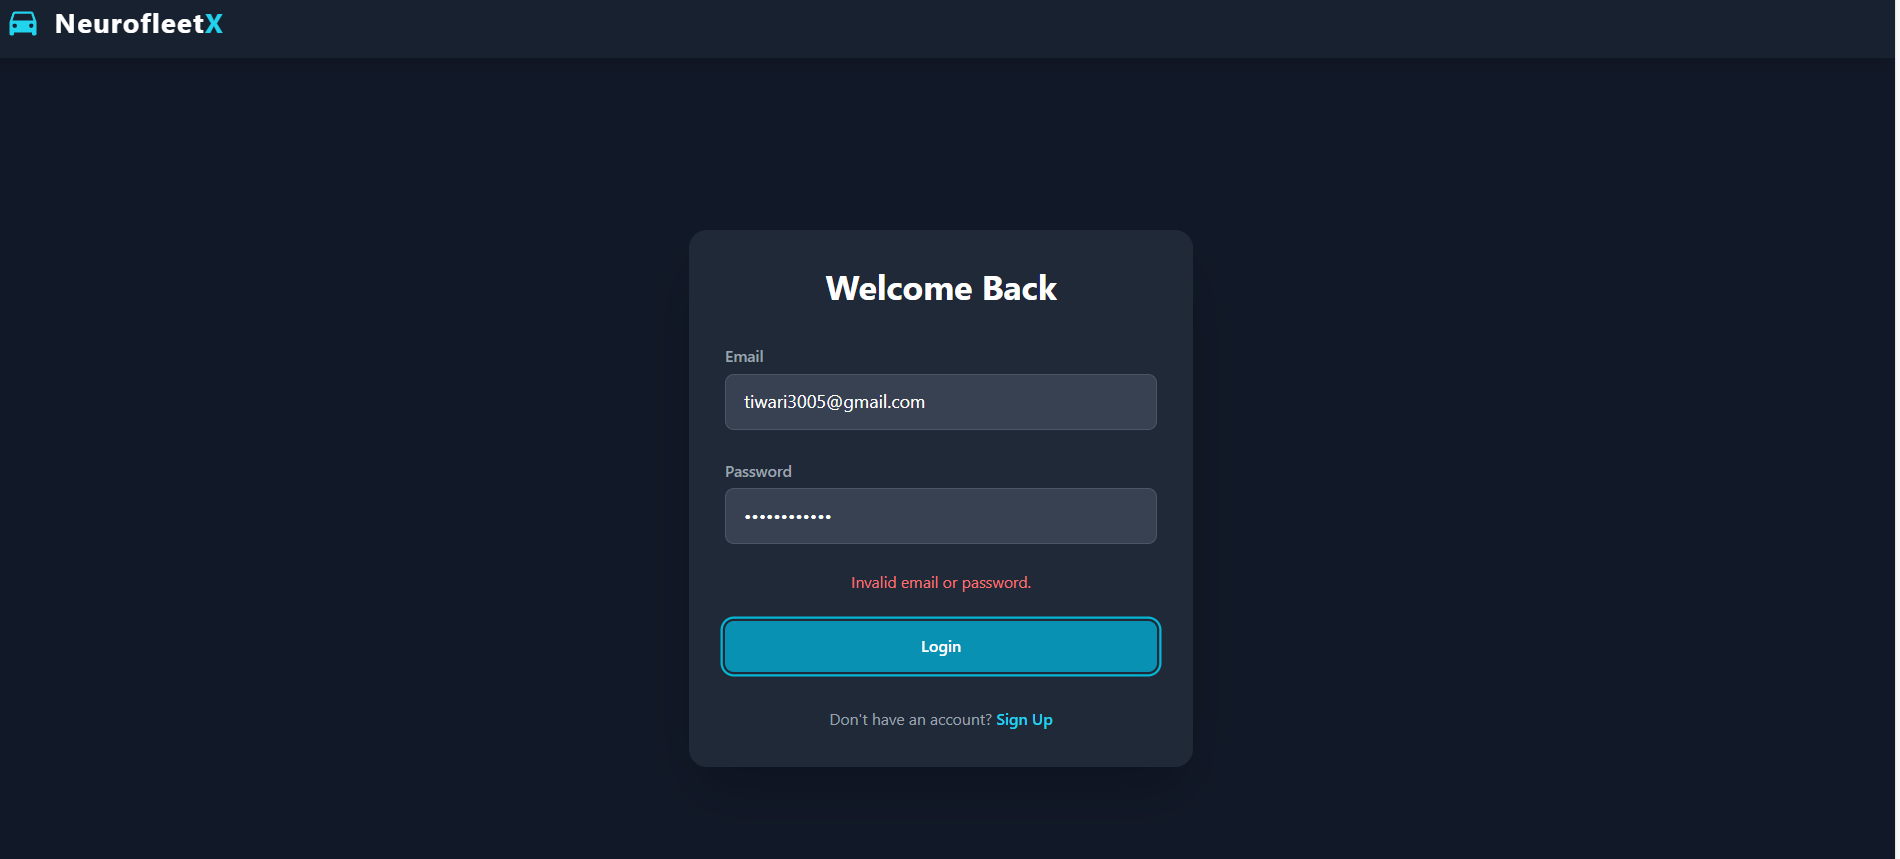 NeurofleetX
Welcome Back
Email
tiwari3005@gmail.com
Password
••••••••••••
Invalid email or password.
Login
Don't have an account? Sign Up